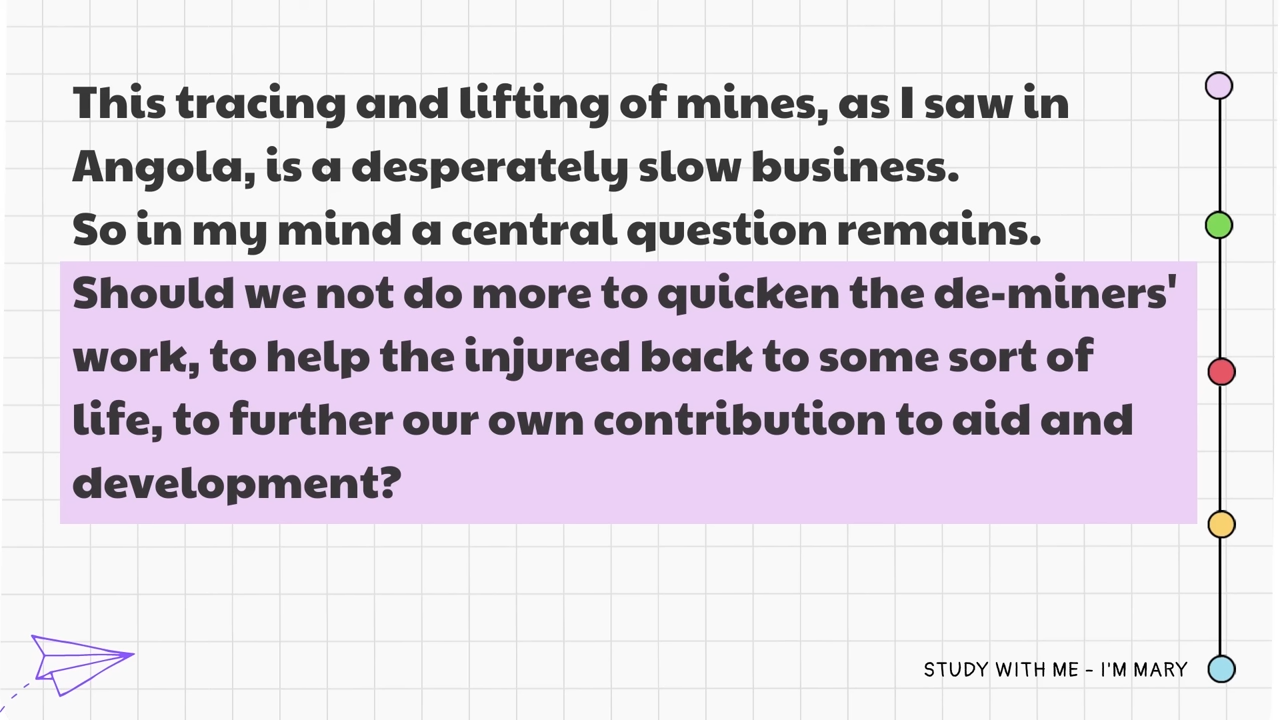 This tracing and lifting of mines, as I saw in
Angola, is a desperately slow business.
So in my mind a central question remains.
Should we not do more to quicken the de-miners'
work, to help the injured back to some sort of
life, to further our own contribution to aid and
development?
STUDY WITH ME - I'M MARY